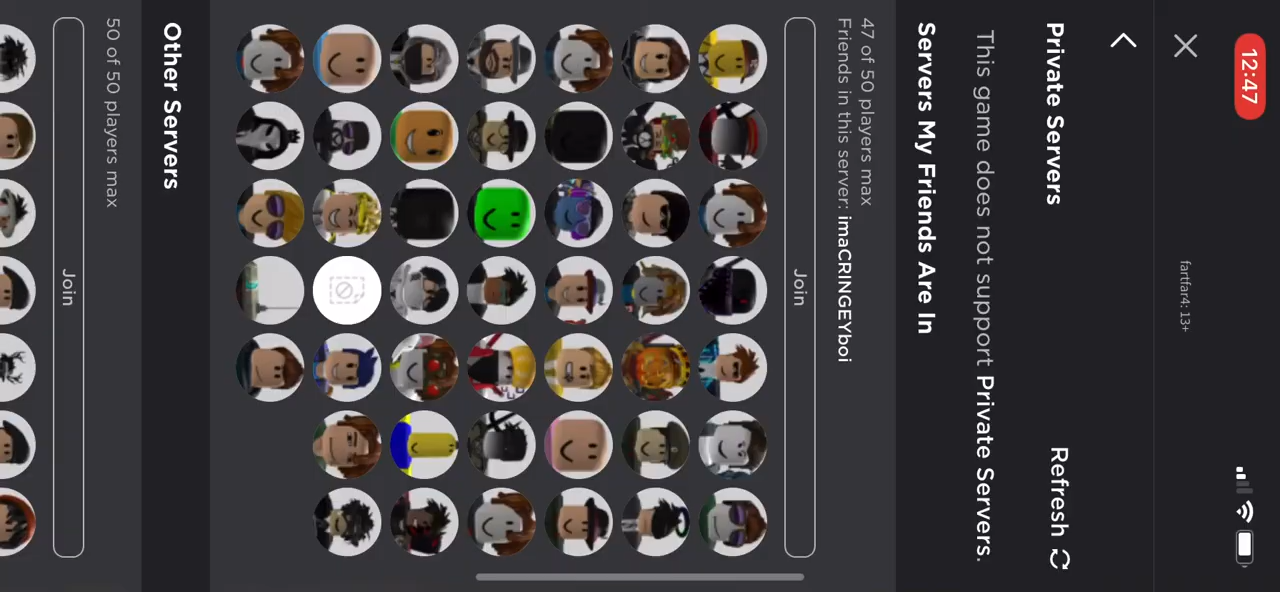 12:47
fartfar4: 13+
Private Servers
Refresh
This game does not support Private Servers.
Servers My Friends Are In
47 of 50 players max
Friends in this server: imaCRINGEYboi
Join
Other Servers
50 of 50 players max
Join